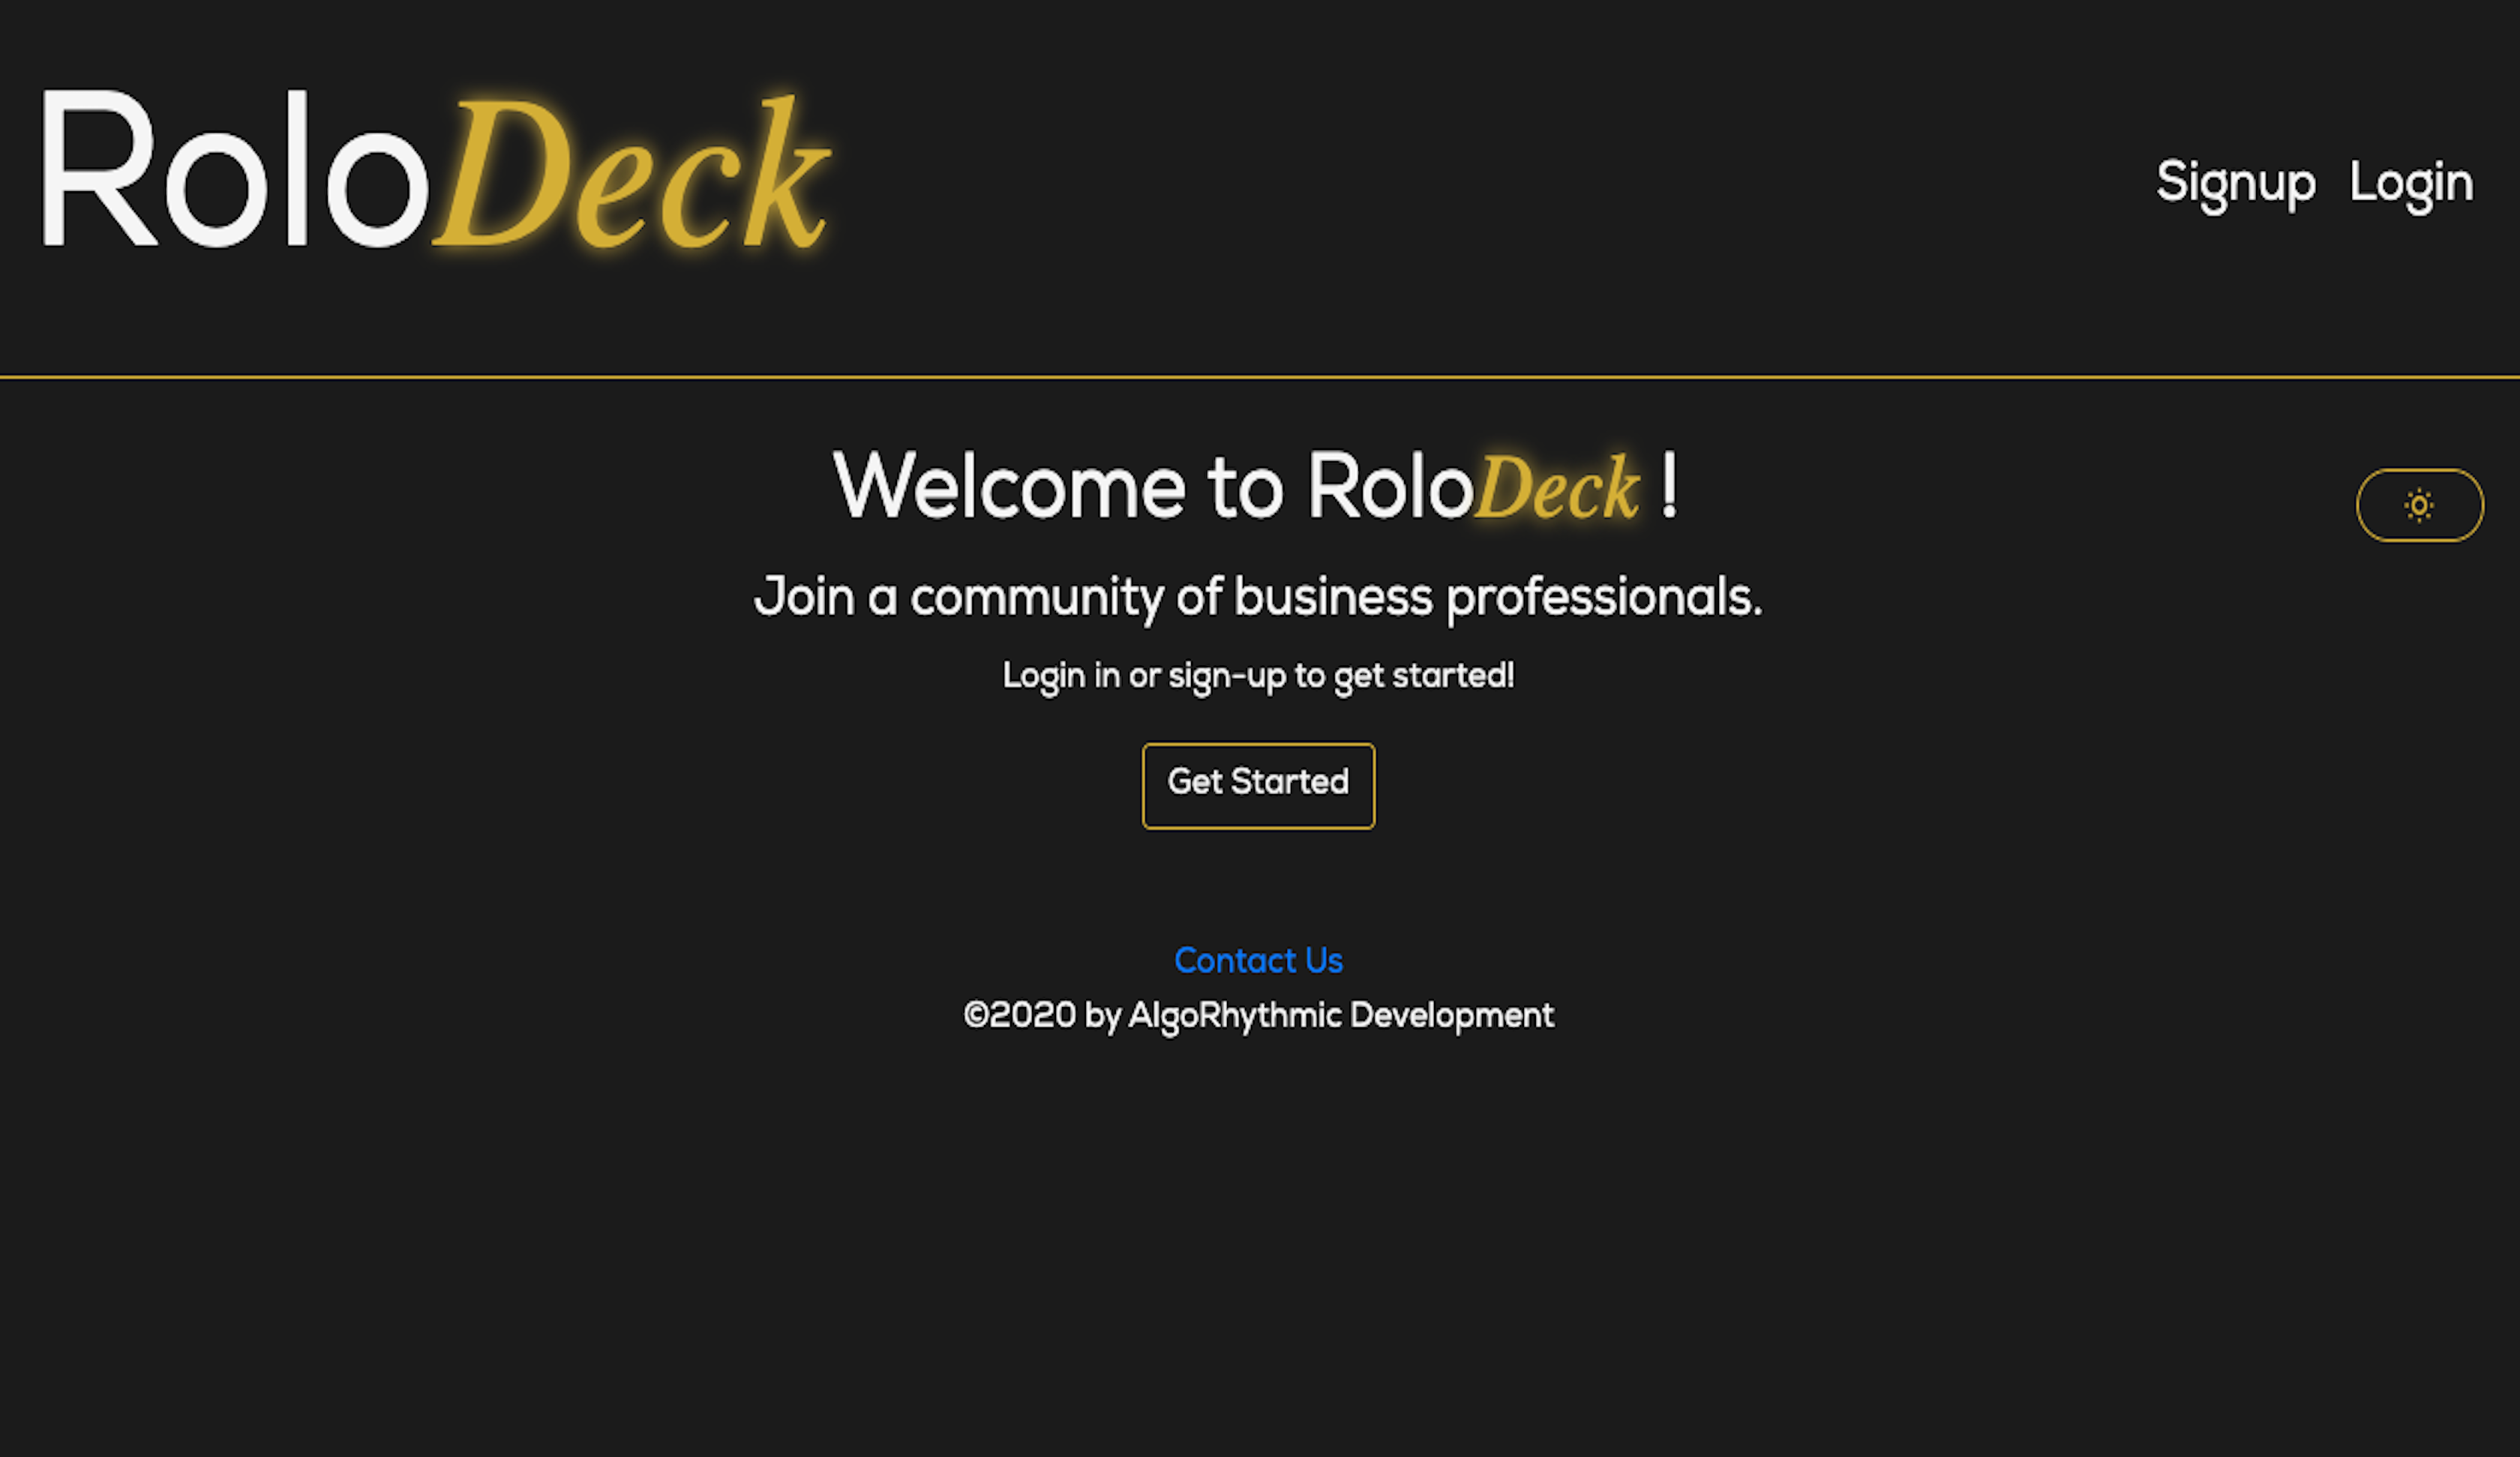 RoloDeck
Signup Login
Welcome to RoloDeck !
Join a community of business professionals.
Login in or sign-up to get started!
Get Started
Contact Us
©2020 by AlgoRhythmic Development